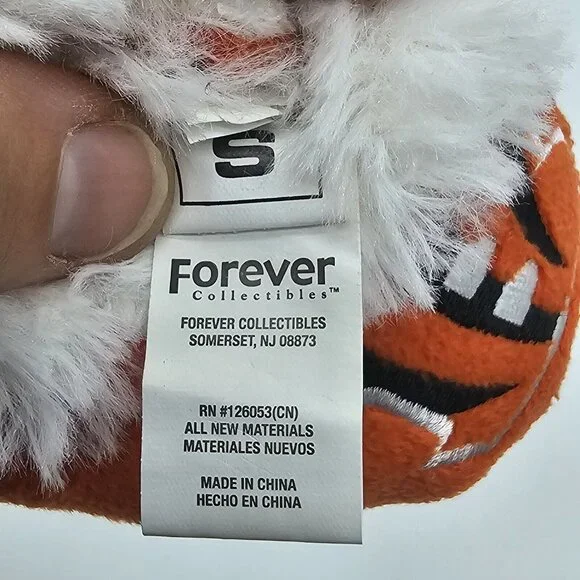 S
Forever
Collectibles™
FOREVER COLLECTIBLES
SOMERSET, NJ 08873
RN #126053(CN)
ALL NEW MATERIALS
MATERIALES NUEVOS
MADE IN CHINA
HECHO EN CHINA